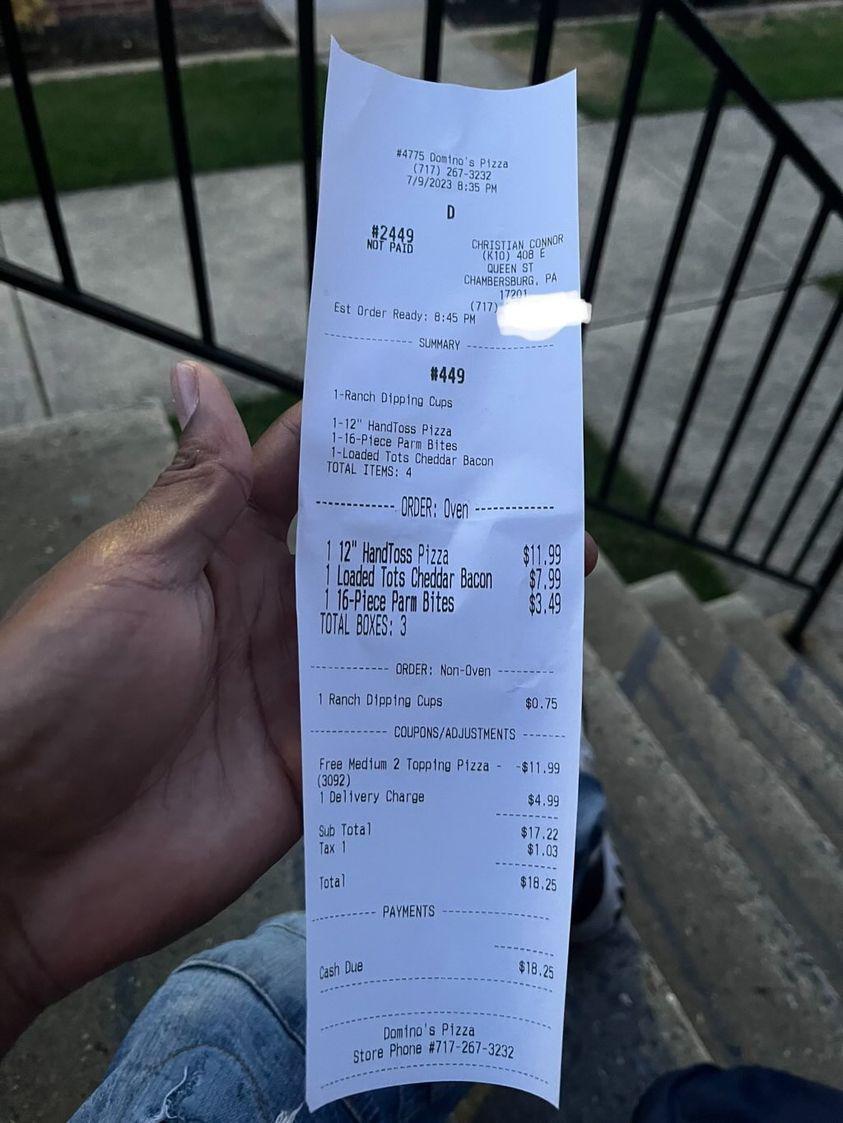 #4775 Domino's Pizza
(717) 267-3232
7/9/2023 8:35 PM
D
#2449
NOT PAID
CHRISTIAN CONNOR
(K10) 408 E
QUEEN ST
CHAMBERSBURG, PA
17201
(717)
Est Order Ready: 8:45 PM
SUMMARY
#449
1-Ranch Dipping Cups
1-12" HandToss Pizza
1-16-Piece Parm Bites
1-Loaded Tots Cheddar Bacon
TOTAL ITEMS: 4
ORDER: Oven
1 12" HandToss Pizza $11.99
1 Loaded Tots Cheddar Bacon $7.99
1 16-Piece Parm Bites $3.49
TOTAL BOXES: 3
ORDER: Non-Oven
1 Ranch Dipping Cups $0.75
COUPONS/ADJUSTMENTS
Free Medium 2 Topping Pizza - -$11.99
(3092)
1 Delivery Charge $4.99
Sub Total $17.22
Tax 1 $1.03
Total $18.25
PAYMENTS
Cash Due $18.25
Domino's Pizza
Store Phone #717-267-3232